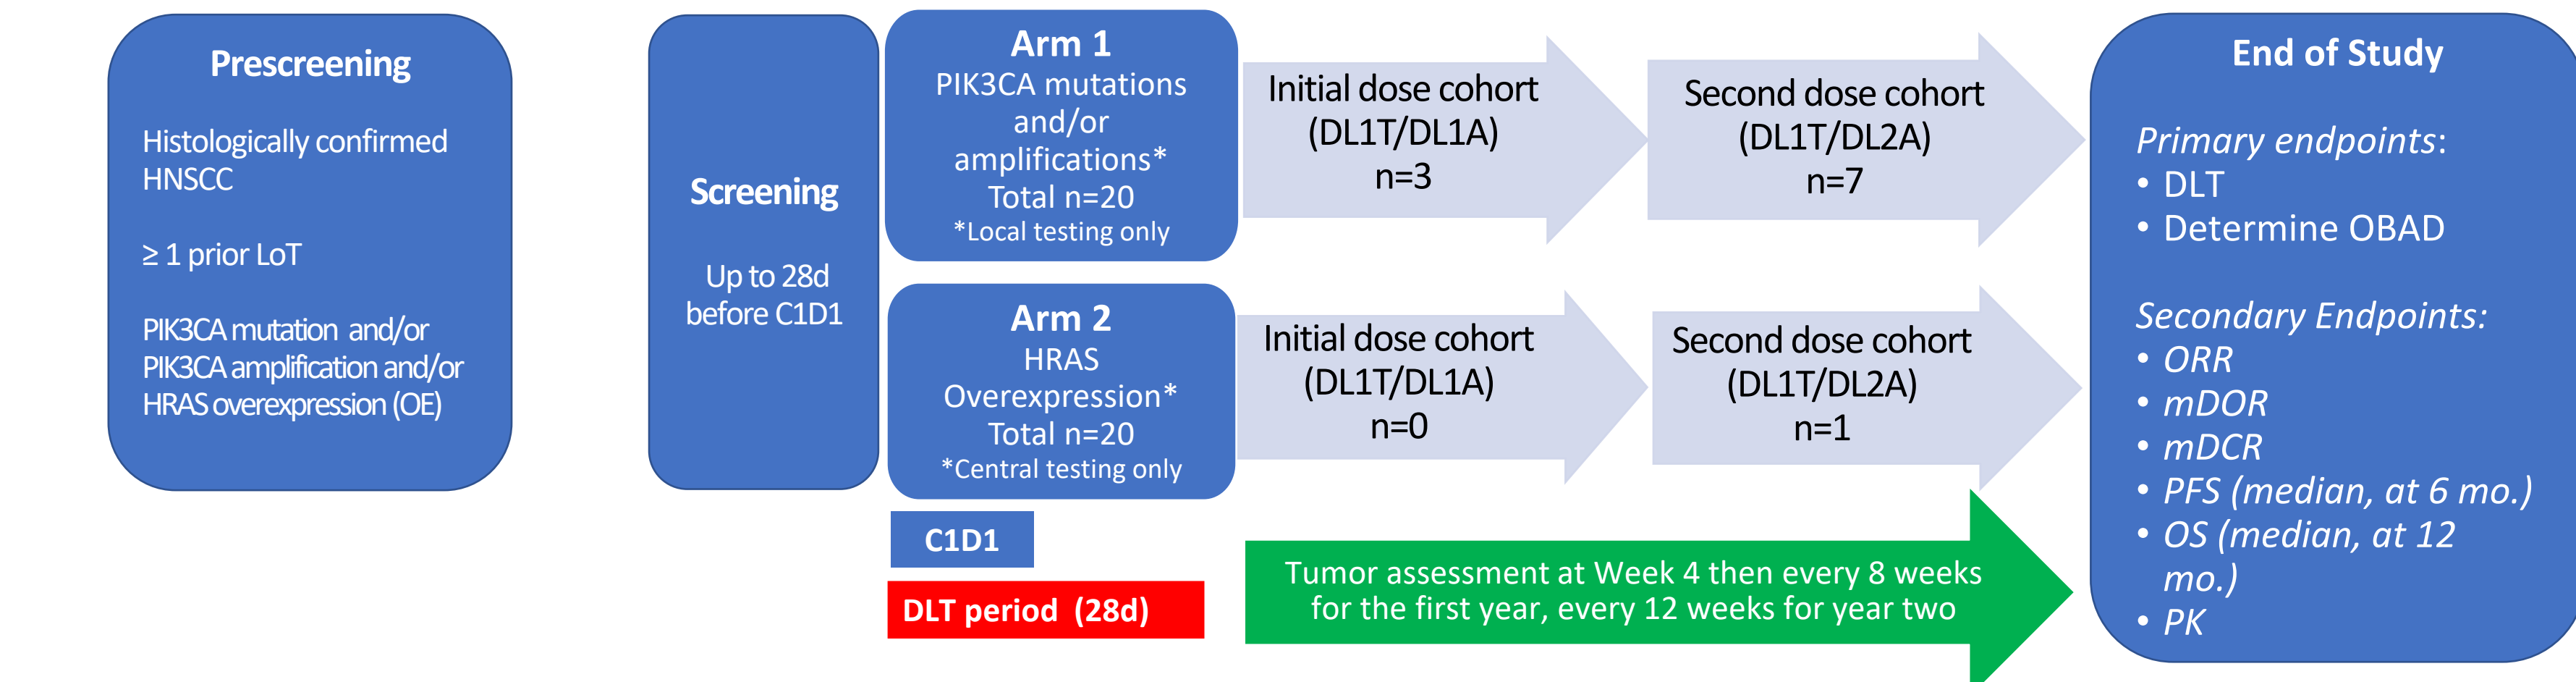 Prescreening
Histologically confirmed
HNSCC
≥ 1 prior LoT
PIK3CA mutation and/or
PIK3CA amplification and/or
HRAS overexpression (OE)
Screening
Up to 28d
before C1D1
Arm 1
PIK3CA mutations
and/or
amplifications*
Total n=20
*Local testing only
Initial dose cohort
(DL1T/DL1A)
n=3
Second dose cohort
(DL1T/DL2A)
n=7
Arm 2
HRAS
Overexpression*
Total n=20
*Central testing only
Initial dose cohort
(DL1T/DL1A)
n=0
Second dose cohort
(DL1T/DL2A)
n=1
C1D1
DLT period (28d)
Tumor assessment at Week 4 then every 8 weeks
for the first year, every 12 weeks for year two
End of Study
Primary endpoints:
• DLT
• Determine OBAD
Secondary Endpoints:
• ORR
• mDOR
• mDCR
• PFS (median, at 6 mo.)
• OS (median, at 12
mo.)
• PK